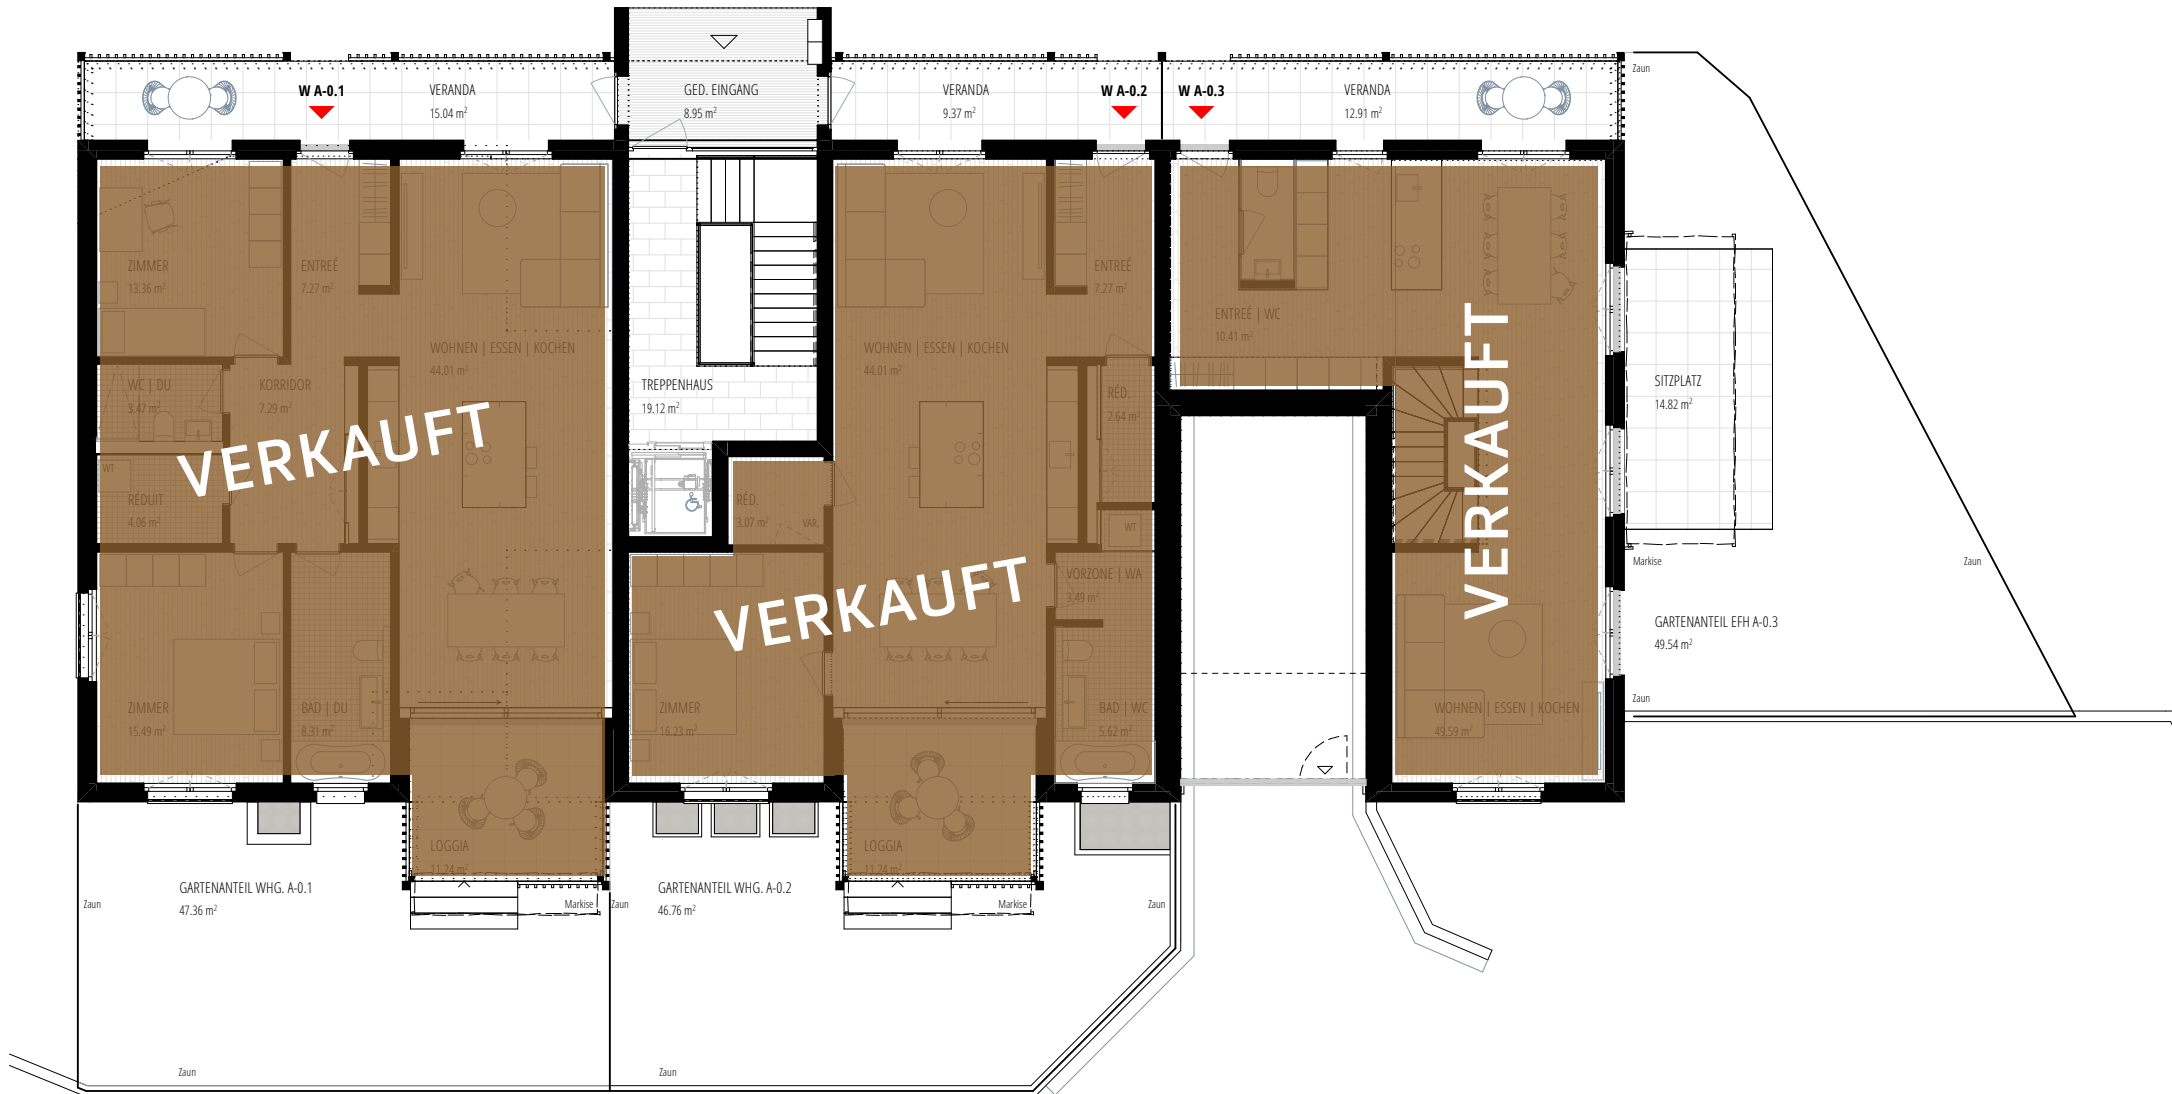 W A-0.1
VERANDA
15.04 m²
GED. EINGANG
8.95 m²
VERANDA
9.37 m²
W A-0.2
W A-0.3
VERANDA
12.91 m²
Zaun
ZIMMER
13.36 m²
ENTREÉ
7.27 m²
WOHNEN | ESSEN | KOCHEN
44.01 m²
WC | DU
3.47 m²
KORRIDOR
7.29 m²
WT
RÉDUIT
4.06 m²
VERKAUFT
ZIMMER
15.49 m²
BAD | DU
8.31 m²
LOGGIA
11.24 m²
TREPPENHAUS
19.12 m²
RÉD.
3.07 m²
VAR.
ZIMMER
16.23 m²
WOHNEN | ESSEN | KOCHEN
44.01 m²
ENTREÉ
7.27 m²
RÉD.
2.64 m²
WT
VORZONE | WA
3.49 m²
VERKAUFT
BAD | WC
5.62 m²
LOGGIA
11.24 m²
ENTREÉ | WC
10.41 m²
VERKAUFT
WOHNEN | ESSEN | KOCHEN
49.59 m²
SITZPLATZ
14.82 m²
Markise
Zaun
GARTENANTEIL EFH A-0.3
49.54 m²
Zaun
GARTENANTEIL WHG. A-0.1
47.36 m²
Zaun
Markise
Zaun
GARTENANTEIL WHG. A-0.2
46.76 m²
Markise
Zaun
Zaun
Zaun